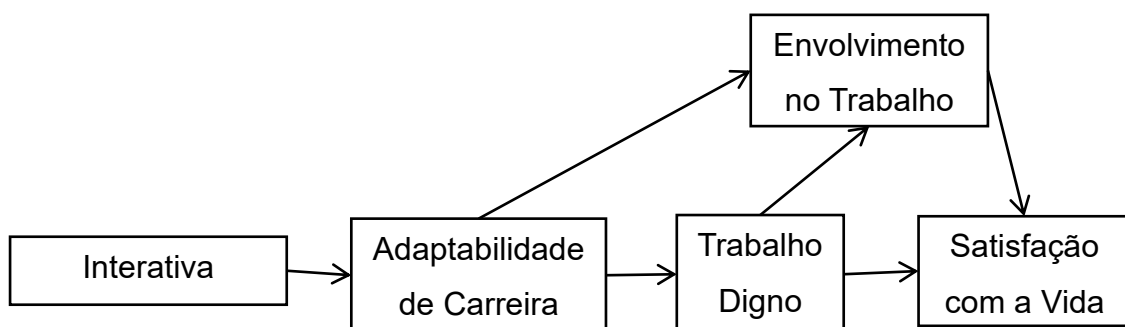 Envolvimento
no Trabalho
Interativa
Adaptabilidade
de Carreira
Trabalho
Digno
Satisfação
com a Vida